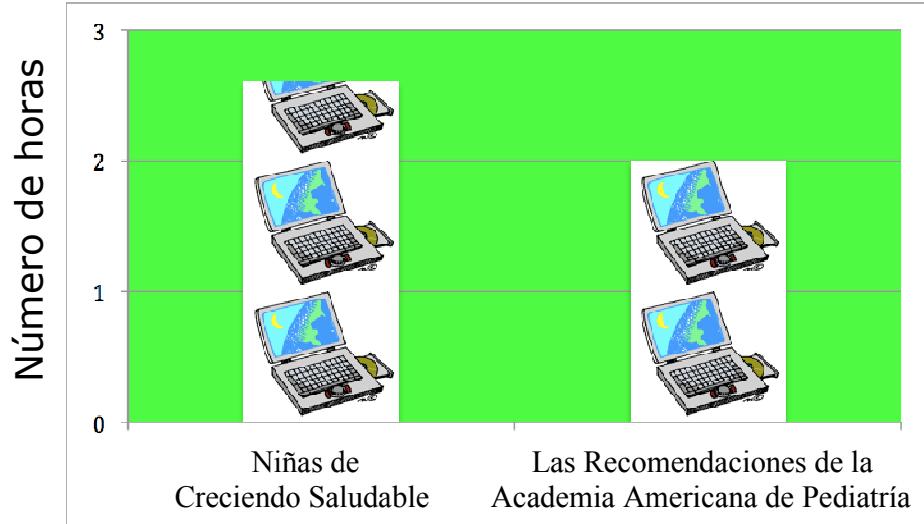 Número de horas
3
2
1
0
Niñas de
Creciendo Saludable
Las Recomendaciones de la
Academia Americana de Pediatría